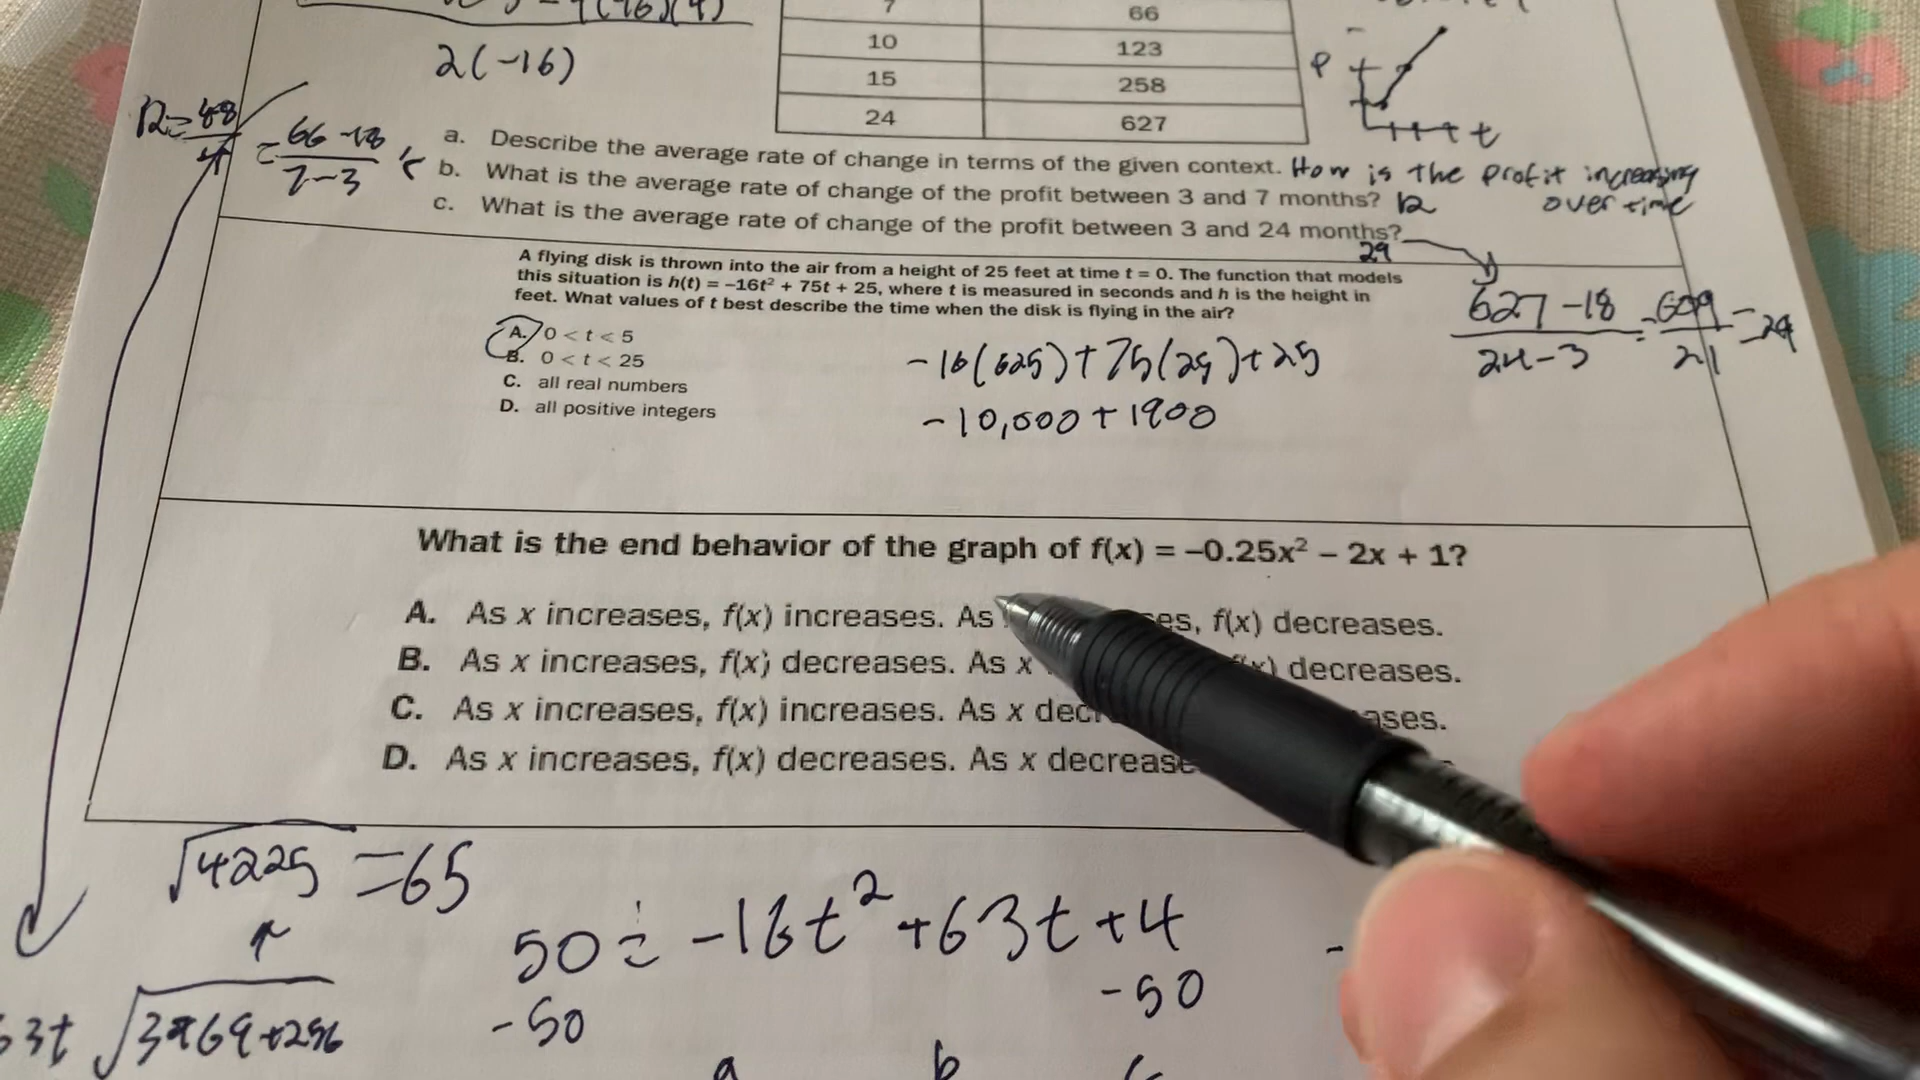 2(-16)
7 66
10 123
15 258
24 627
P
t
12 = 48/4 = 66-18/7-3
a. Describe the average rate of change in terms of the given context. How is the profit increasing over time
b. What is the average rate of change of the profit between 3 and 7 months? 12
c. What is the average rate of change of the profit between 3 and 24 months?
29
627-18/24-3 = 609/21 = 29
A flying disk is thrown into the air from a height of 25 feet at time t = 0. The function that models
this situation is h(t) = −16t² + 75t + 25, where t is measured in seconds and h is the height in
feet. What values of t best describe the time when the disk is flying in the air?
A. 0 < t < 5
B. 0 < t < 25
C. all real numbers
D. all positive integers
-16(625)+75(25)+25
-10,000+1900
What is the end behavior of the graph of f(x) = −0.25x² − 2x + 1?
A. As x increases, f(x) increases. As f(x) decreases.
B. As x increases, f(x) decreases. As x decreases.
C. As x increases, f(x) increases. As x
D. As x increases, f(x) decreases. As x
√4225 = 65
50 = -16t² + 63t + 4
-50 -50
a b c